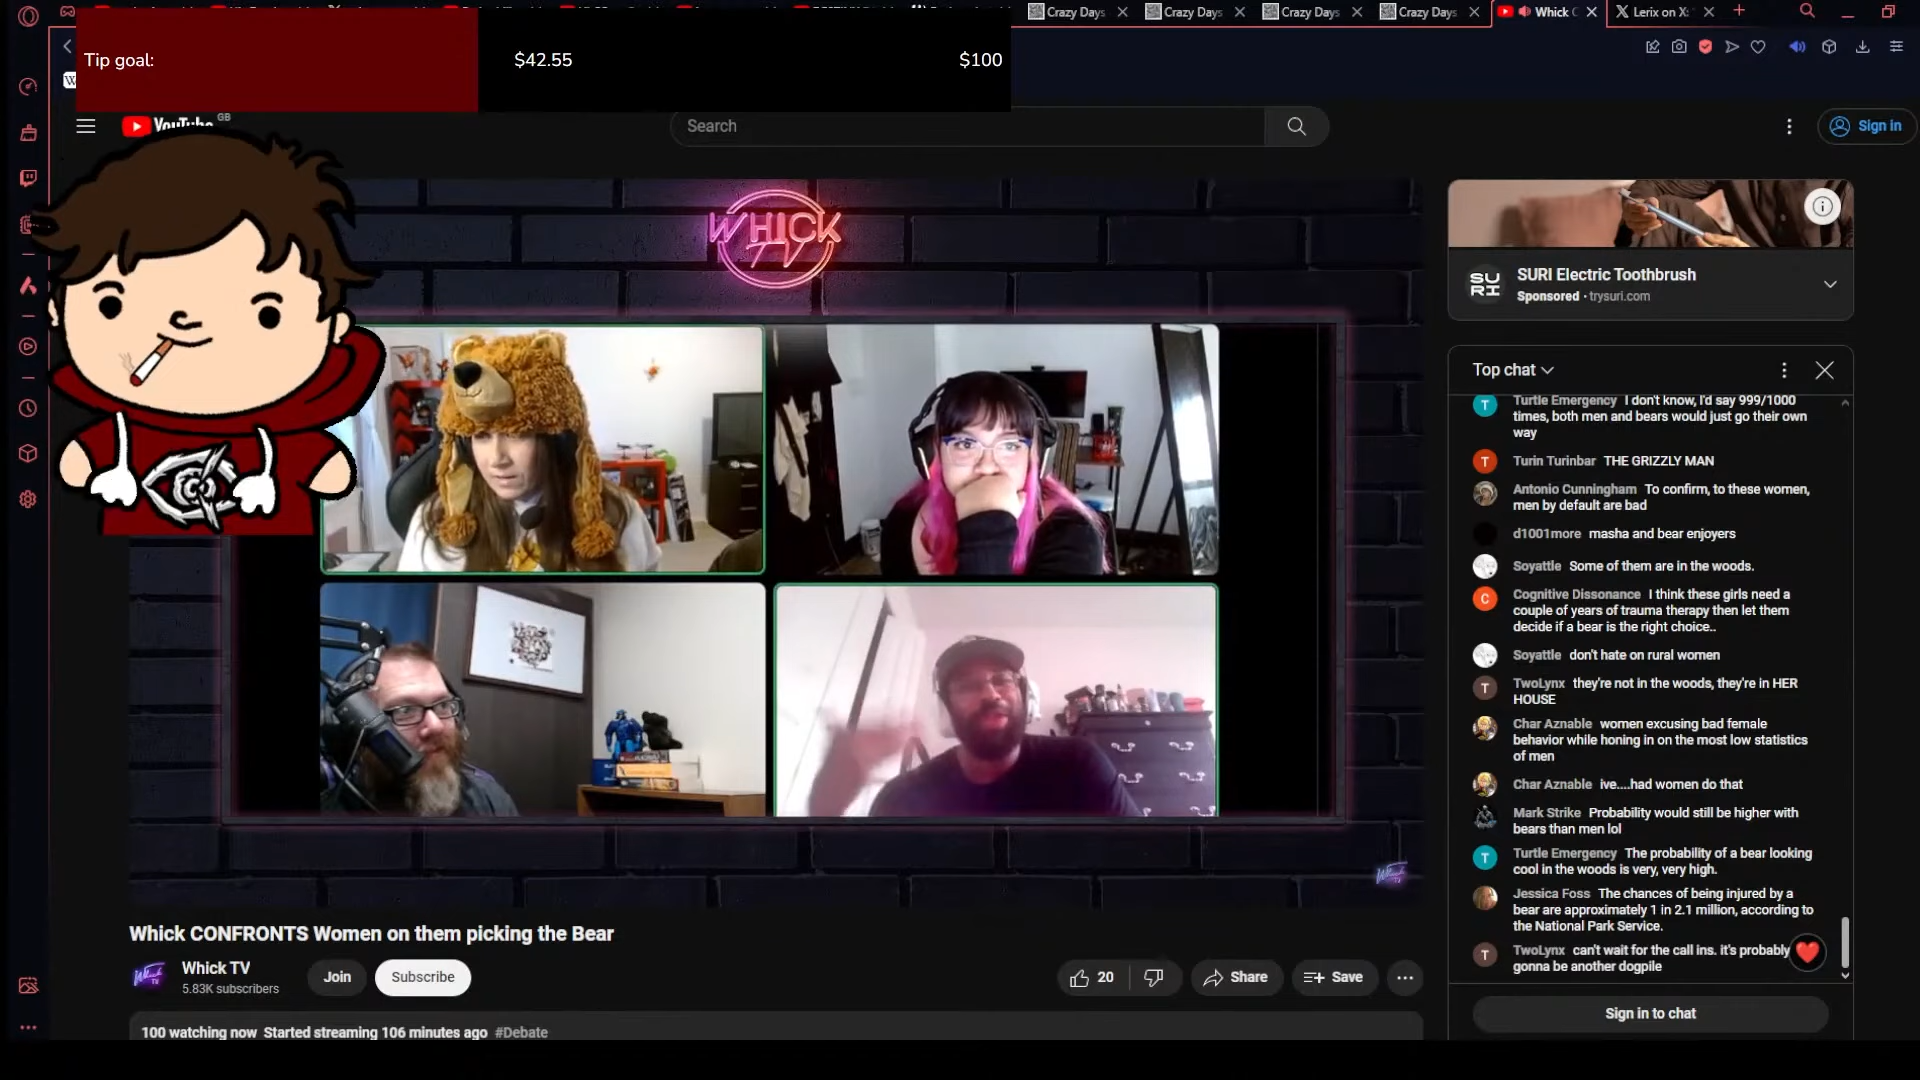 Crazy Days
Crazy Days
Crazy Days
Crazy Days
Whick C
Lerix on X:
Tip goal:
$42.55
$100
YouTube
GB
Search
Sign in
WHICK
TV
SURI
SURI Electric Toothbrush
Sponsored · trysuri.com
Top chat
Turtle Emergency I don't know, I'd say 999/1000
times, both men and bears would just go their own
way
Turin Turinbar THE GRIZZLY MAN
Antonio Cunningham To confirm, to these women,
men by default are bad
d1001more masha and bear enjoyers
Soyattle Some of them are in the woods.
Cognitive Dissonance I think these girls need a
couple of years of trauma therapy then let them
decide if a bear is the right choice..
Soyattle don't hate on rural women
TwoLynx they're not in the woods, they're in HER
HOUSE
Char Aznable women excusing bad female
behavior while honing in on the most low statistics
of men
Char Aznable ive....had women do that
Mark Strike Probability would still be higher with
bears than men lol
Turtle Emergency The probability of a bear looking
cool in the woods is very, very high.
Jessica Foss The chances of being injured by a
bear are approximately 1 in 2.1 million, according to
the National Park Service.
TwoLynx can't wait for the call ins. it's probably
gonna be another dogpile
Sign in to chat
Whick CONFRONTS Women on them picking the Bear
Whick TV
5.83K subscribers
Join
Subscribe
20
Share
Save
100 watching now Started streaming 106 minutes ago #Debate